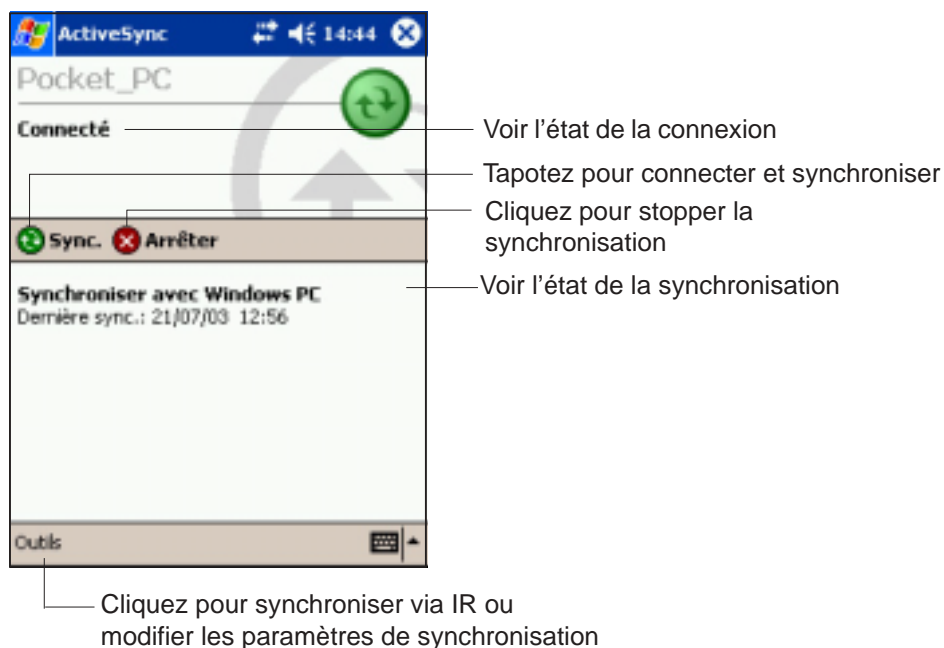 ActiveSync 14:44
Pocket_PC
Connecté
Voir l'état de la connexion
Tapotez pour connecter et synchroniser
Cliquez pour stopper la
synchronisation
Sync. Arrêter
Voir l'état de la synchronisation
Synchroniser avec Windows PC
Dernière sync.: 21/07/03 12:56
Outils
Cliquez pour synchroniser via IR ou
modifier les paramètres de synchronisation